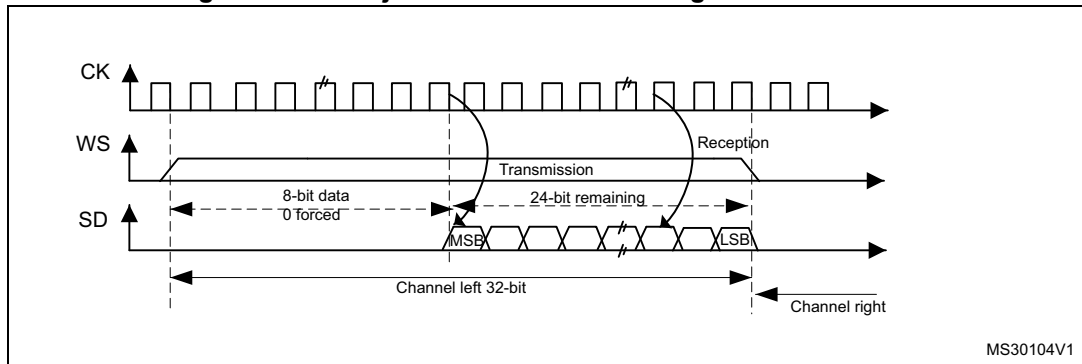 CK
WS
Reception
Transmission
8-bit data
0 forced
24-bit remaining
SD
MSB
LSB
Channel left 32-bit
Channel right
MS30104V1